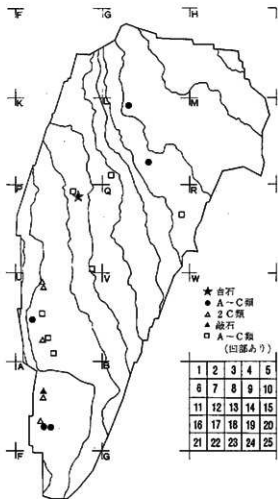 F G H
K M
P Q R
U V W
★ 台石
● A～C類
△ 2C類
▲ 敲石
□ A～C類
(凹部あり)
A B
1 2 3 4 5
6 7 8 9 10
11 12 13 14 15
16 17 18 19 20
21 22 23 24 25
F G